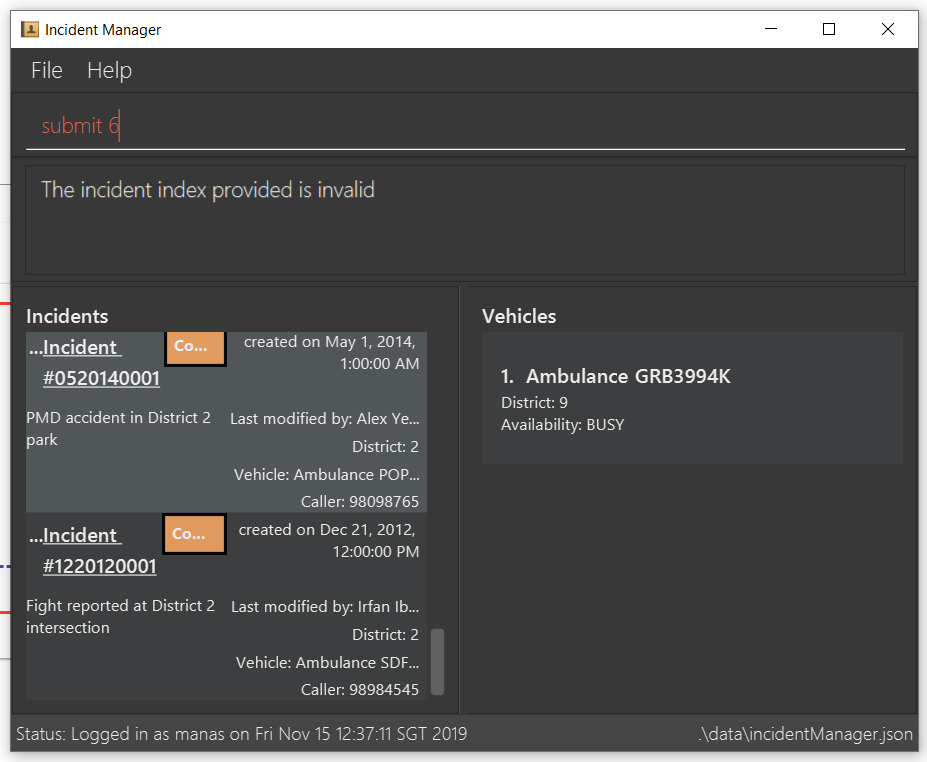 Incident Manager
File Help
submit 6
The incident index provided is invalid
Incidents
...Incident
#0520140001
Co...
created on May 1, 2014,
1:00:00 AM
PMD accident in District 2
park
Last modified by: Alex Ye...
District: 2
Vehicle: Ambulance POP...
Caller: 98098765
...Incident
#1220120001
Co...
created on Dec 21, 2012,
12:00:00 PM
Fight reported at District 2
intersection
Last modified by: Irfan Ib...
District: 2
Vehicle: Ambulance SDF...
Caller: 98984545
Vehicles
1. Ambulance GRB3994K
District: 9
Availability: BUSY
Status: Logged in as manas on Fri Nov 15 12:37:11 SGT 2019
.\data\incidentManager.json